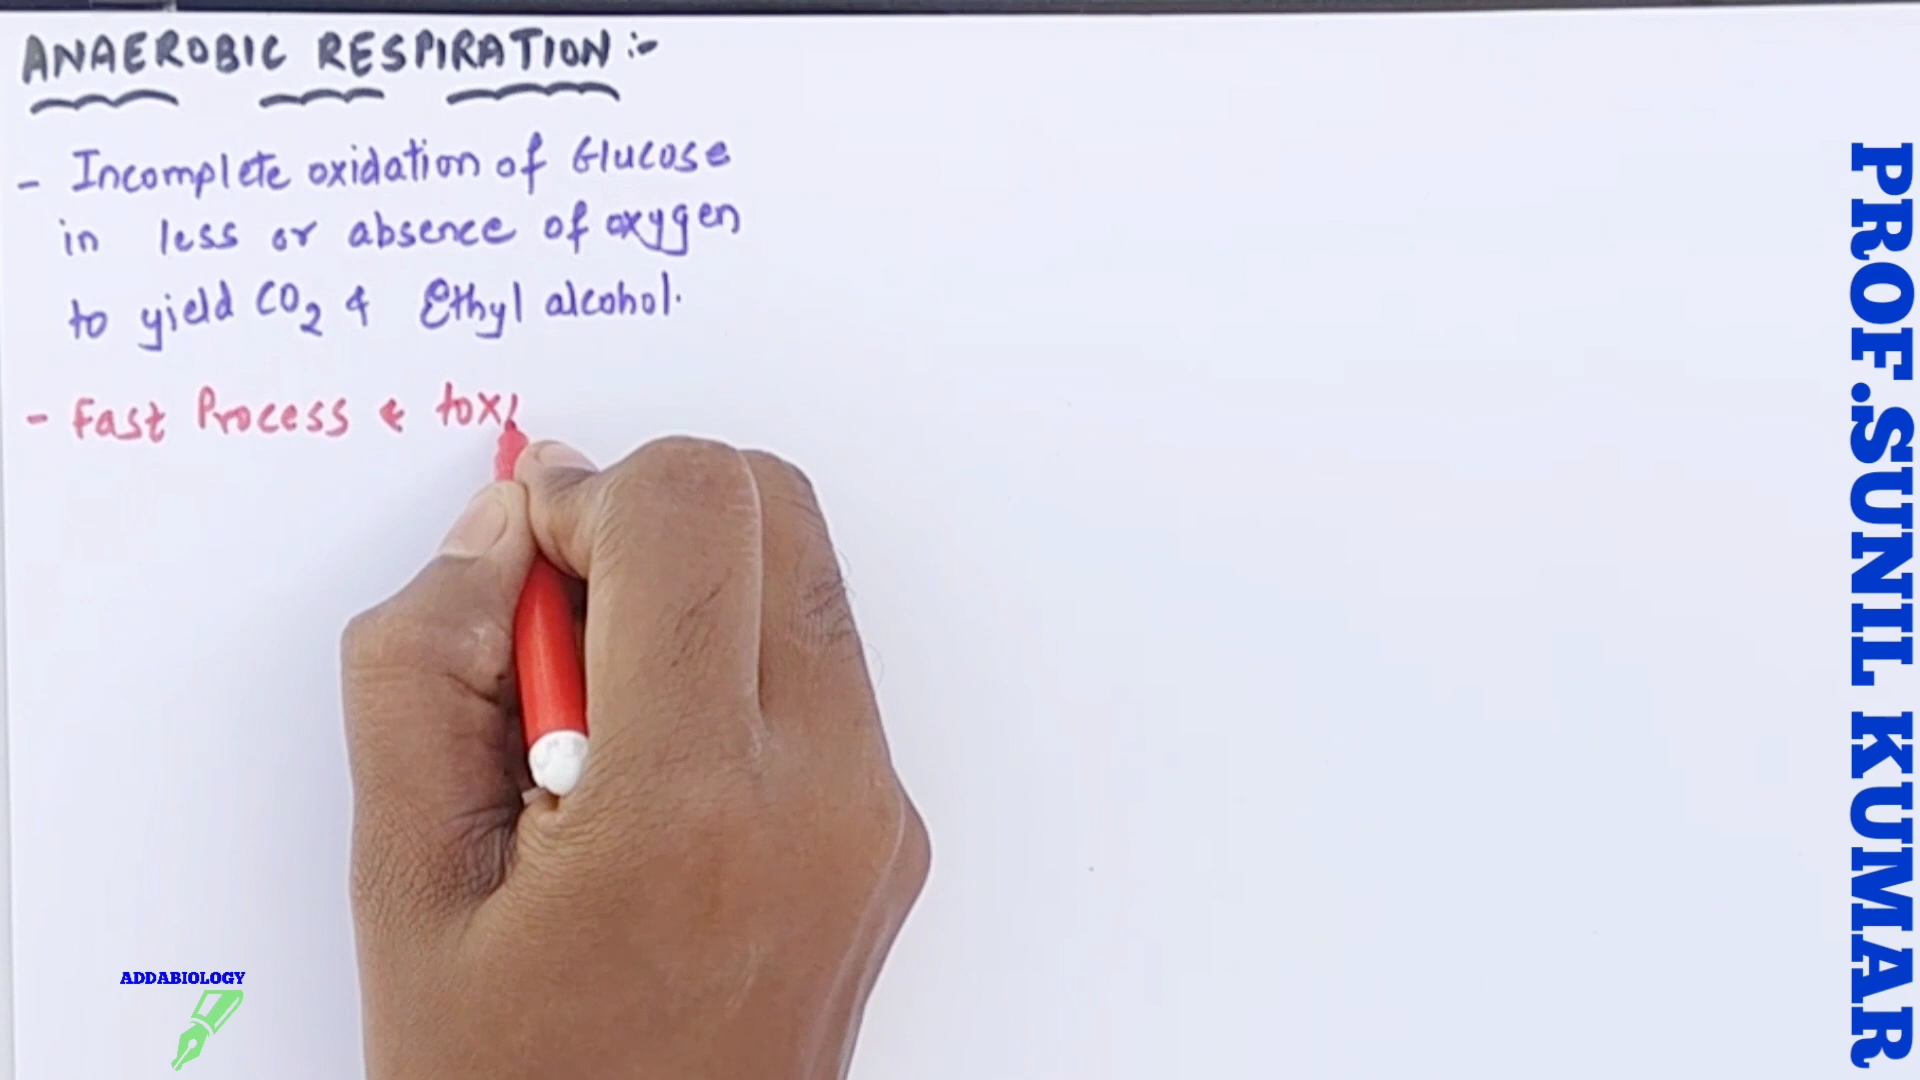 ANAEROBIC RESPIRATION :-
- Incomplete oxidation of Glucose
in less or absence of oxygen
to yield CO₂ & Ethyl alcohol.
- Fast Process & toxi
ADDABIOLOGY
PROF.SUNIL KUMAR